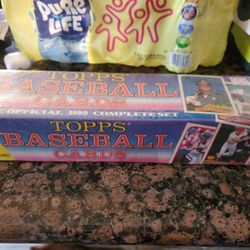 PURE
LIFE
TOPPS
BASEBALL
CARDS
OFFICIAL 1989 COMPLETE SET
TOPPS
BASEBALL
CARDS